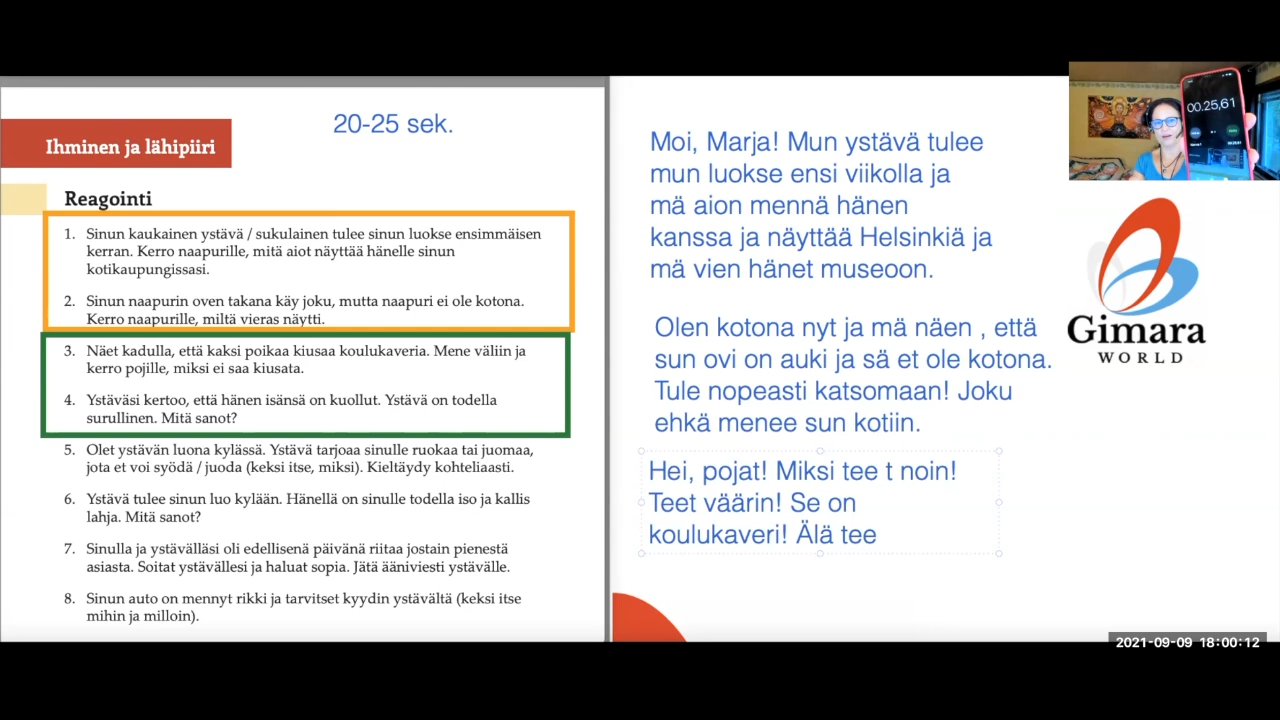 20-25 sek.
Ihminen ja lähipiiri
Reagointi
1. Sinun kaukainen ystävä / sukulainen tulee sinun luokse ensimmäisen
kerran. Kerro naapurille, mitä aiot näyttää hänelle sinun
kotikaupungissasi.
2. Sinun naapurin oven takana käy joku, mutta naapuri ei ole kotona.
Kerro naapurille, miltä vieras näytti.
3. Näet kadulla, että kaksi poikaa kiusaa koulukaveria. Mene väliin ja
kerro pojille, miksi ei saa kiusata.
4. Ystäväsi kertoo, että hänen isänsä on kuollut. Ystävä on todella
surullinen. Mitä sanot?
5. Olet ystävän luona kylässä. Ystävä tarjoaa sinulle ruokaa tai juomaa,
jota et voi syödä / juoda (keksi itse, miksi). Kieltäydy kohteliaasti.
6. Ystävä tulee sinun luo kylään. Hänellä on sinulle todella iso ja kallis
lahja. Mitä sanot?
7. Sinulla ja ystävälläsi oli edellisenä päivänä riitaa jostain pienestä
asiasta. Soitat ystävällesi ja haluat sopia. Jätä ääniviesti ystävälle.
8. Sinun auto on mennyt rikki ja tarvitset kyydin ystävältä (keksi itse
mihin ja milloin).
Moi, Marja! Mun ystävä tulee
mun luokse ensi viikolla ja
mä aion mennä hänen
kanssa ja näyttää Helsinkiä ja
mä vien hänet museoon.
Olen kotona nyt ja mä näen , että
sun ovi on auki ja sä et ole kotona.
Tule nopeasti katsomaan! Joku
ehkä menee sun kotiin.
Hei, pojat! Miksi tee t noin!
Teet väärin! Se on
koulukaveri! Älä tee
00.25,61
Gimara
WORLD
2021-09-09 18:00:12